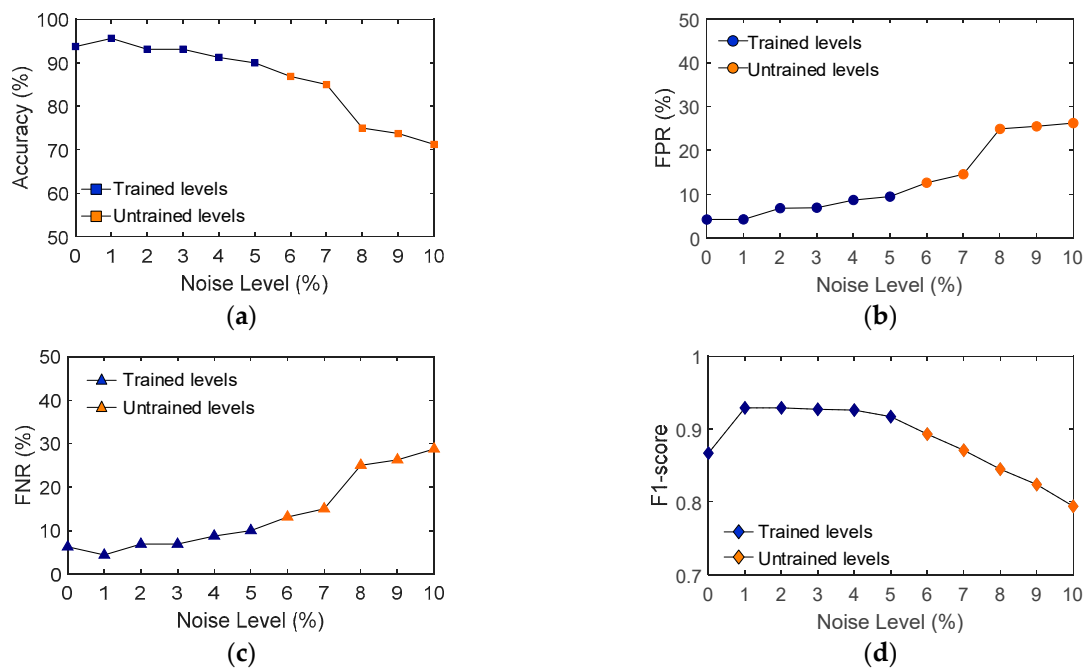 100
90
80
70
60
50
Accuracy (%)
Trained levels
Untrained levels
0 1 2 3 4 5 6 7 8 9 10
Noise Level (%)
(a)
50
40
30
20
10
0
FPR (%)
Trained levels
Untrained levels
0 1 2 3 4 5 6 7 8 9 10
Noise Level (%)
(b)
50
40
30
20
10
0
FNR (%)
Trained levels
Untrained levels
0 1 2 3 4 5 6 7 8 9 10
Noise Level (%)
(c)
1
0.9
0.8
0.7
F1-score
Trained levels
Untrained levels
0 1 2 3 4 5 6 7 8 9 10
Noise Level (%)
(d)